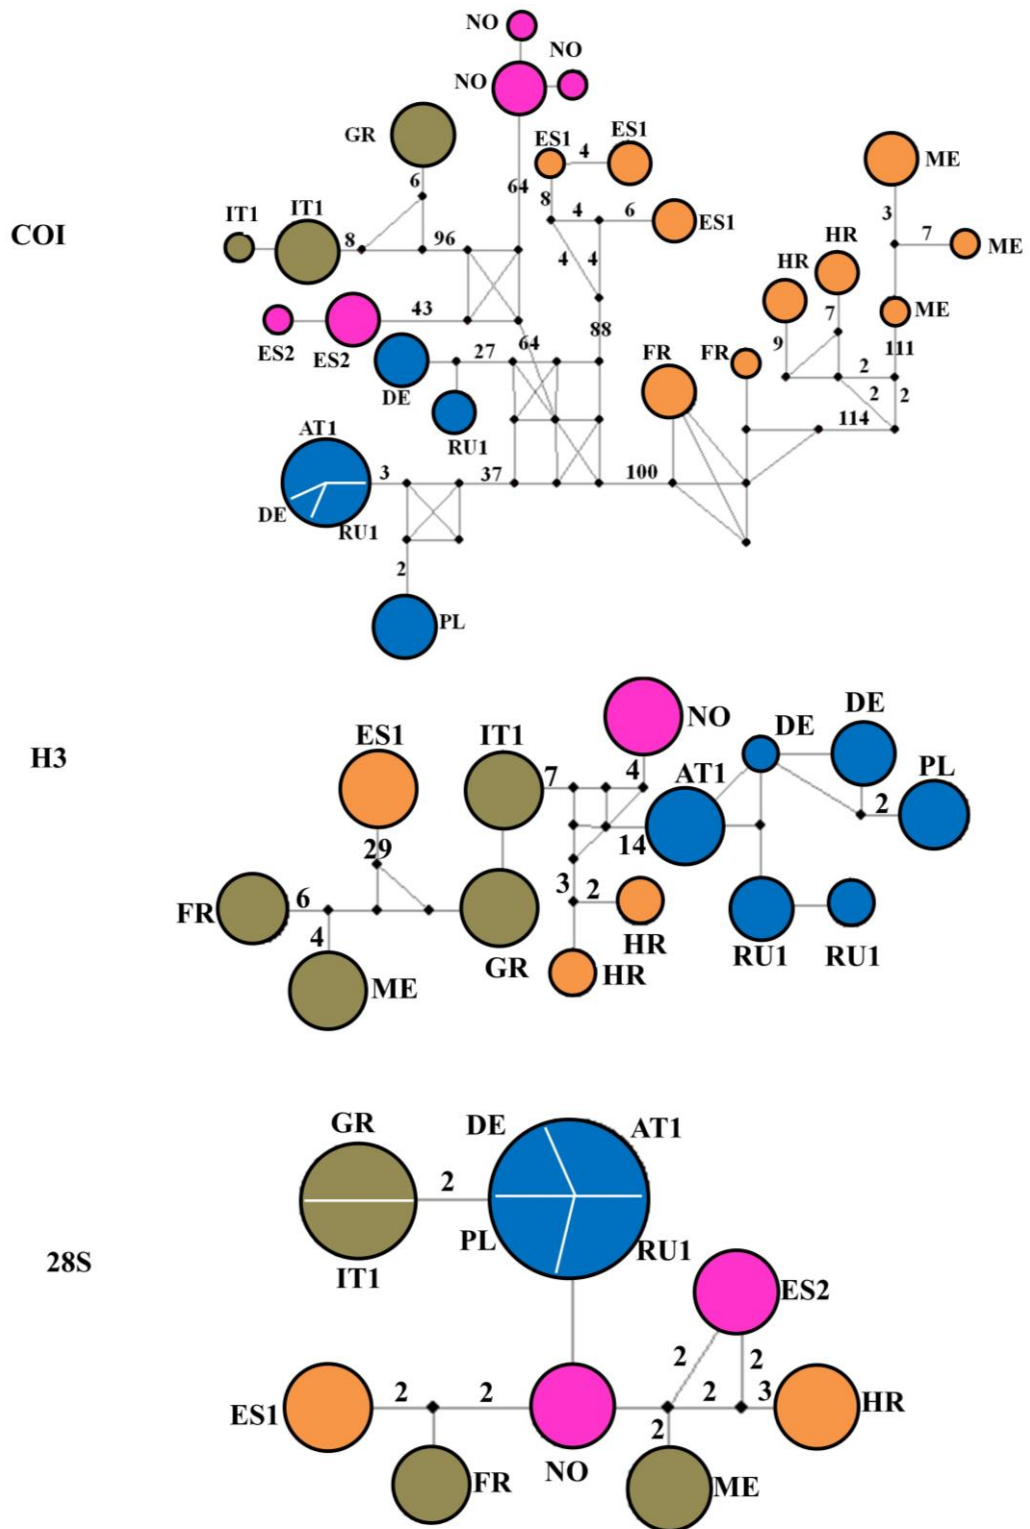 NO
NO
NO
GR
ES1
4
ES1
ME
6
64
8
3
IT1
IT1
4
6
ES1
COI
8
96
HR
7
ME
4
4
HR
43
7
ME
ES2
ES2
64
88
9
111
27
FR
FR
2
DE
2
2
RU1
114
AT1
3
37
100
DE
RU1
2
PL
NO
DE
ES1
IT1
DE
H3
7
4
AT1
PL
2
29
14
6
3
2
FR
4
HR
RU1
RU1
GR
HR
ME
GR
DE
AT1
2
PL
RU1
28S
IT1
ES2
2
2
2
2
2
3
HR
ES1
2
FR
NO
ME